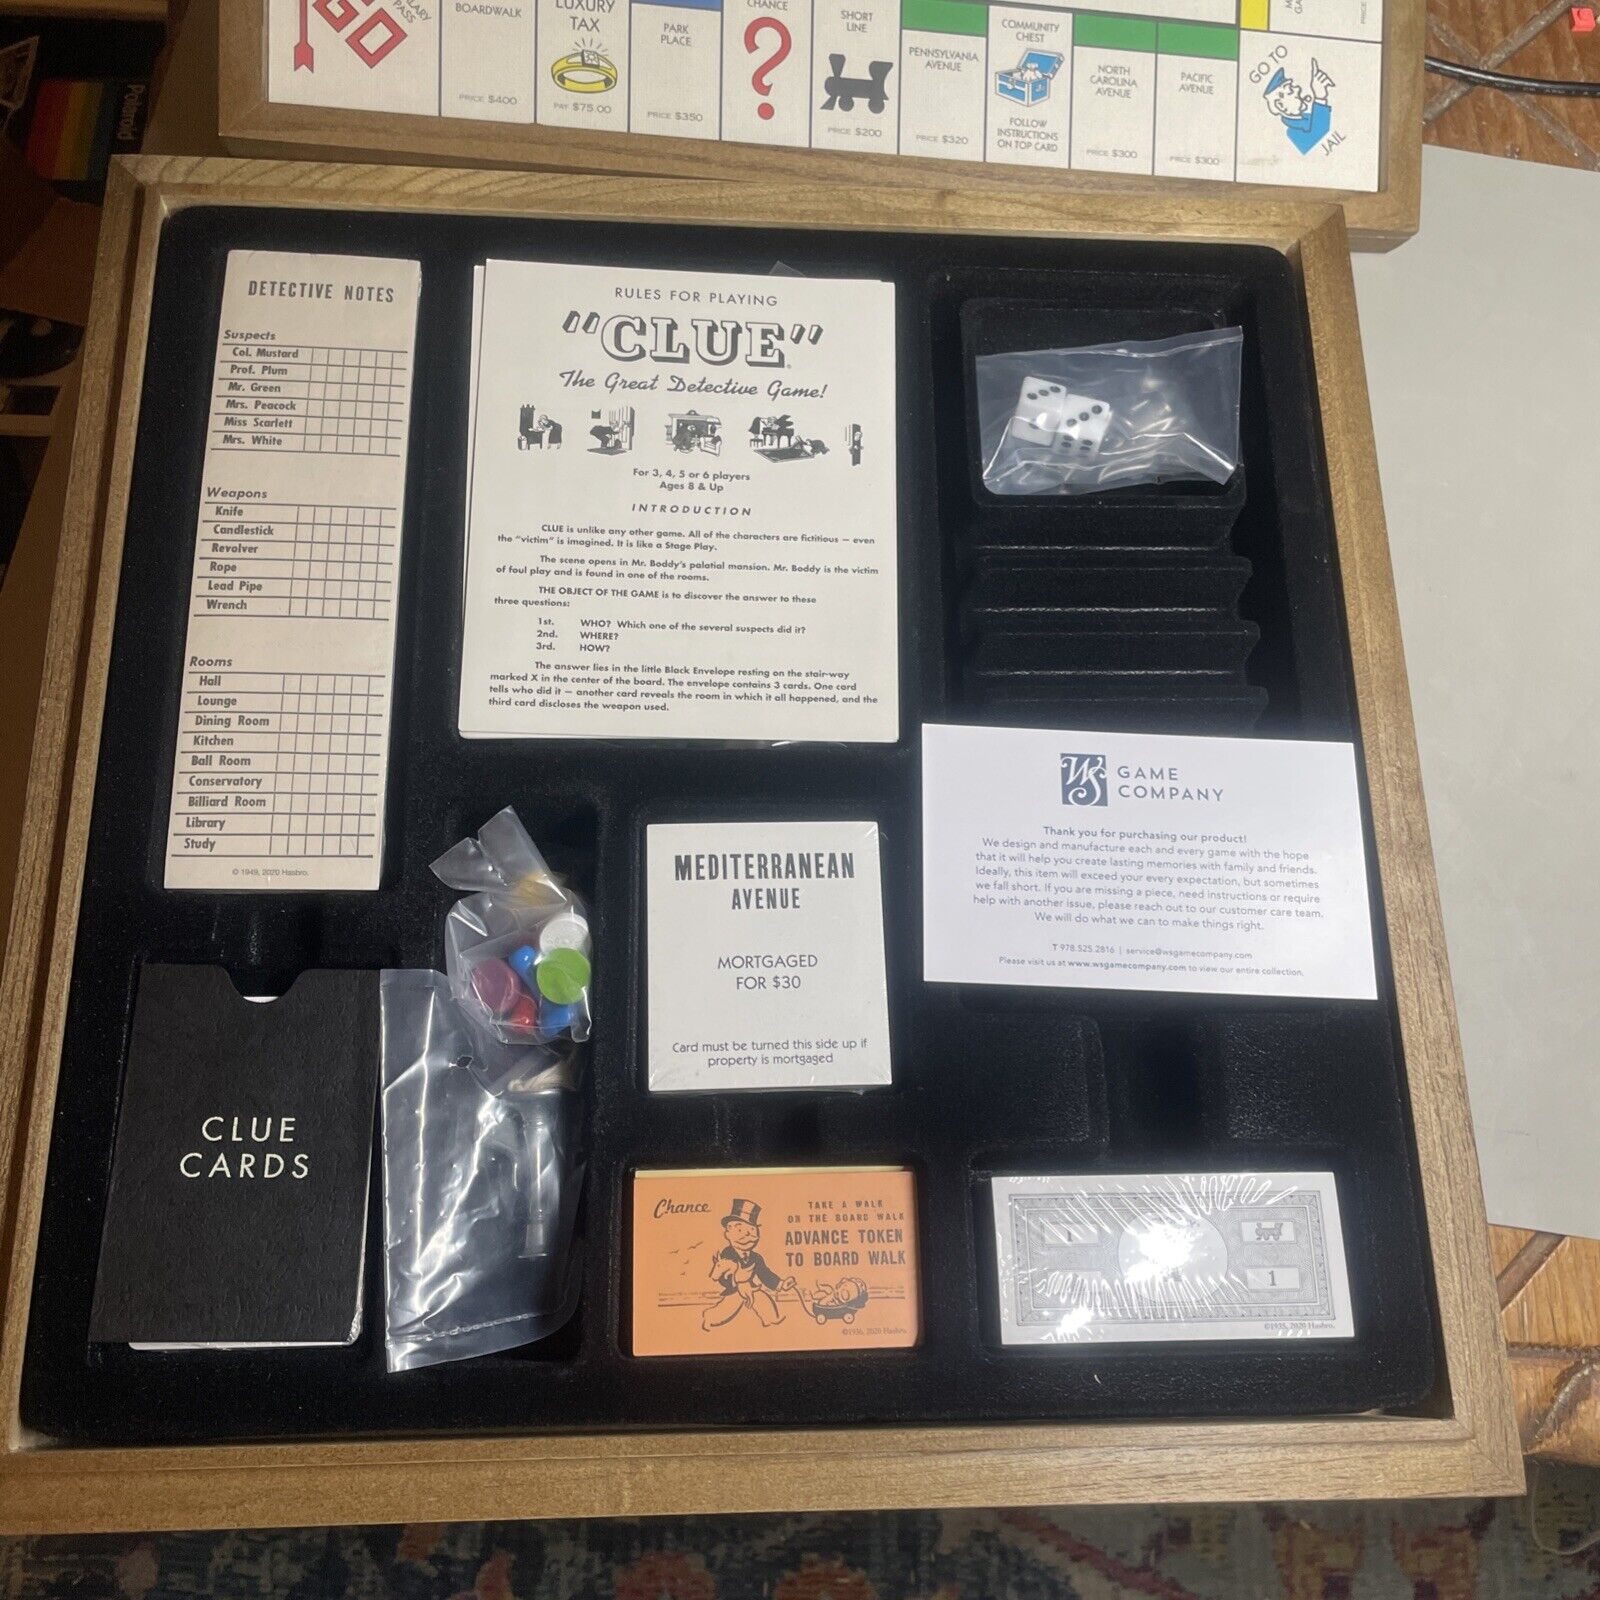 GO
BOARDWALK
PRICE $400
LUXURY
TAX
PAY $75.00
PARK
PLACE
PRICE $350
CHANCE
?
SHORT
LINE
PRICE $200
PENNSYLVANIA
AVENUE
PRICE $320
COMMUNITY
CHEST
FOLLOW
INSTRUCTIONS
ON TOP CARD
NORTH
CAROLINA
AVENUE
PRICE $300
PACIFIC
AVENUE
PRICE $300
GO TO
JAIL
PRICE
Polaroid
DETECTIVE NOTES
Suspects
Col. Mustard
Prof. Plum
Mr. Green
Mrs. Peacock
Miss Scarlett
Mrs. White
Weapons
Knife
Candlestick
Revolver
Rope
Lead Pipe
Wrench
Rooms
Hall
Lounge
Dining Room
Kitchen
Ball Room
Conservatory
Billiard Room
Library
Study
© 1949, 2020 Hasbro.
RULES FOR PLAYING
"CLUE"
The Great Detective Game!
For 3, 4, 5 or 6 players
Ages 8 & Up
INTRODUCTION
CLUE is unlike any other game. All of the characters are fictitious — even
the "victim" is imagined. It is like a Stage Play.
The scene opens in Mr. Boddy's palatial mansion. Mr. Boddy is the victim
of foul play and is found in one of the rooms.
THE OBJECT OF THE GAME is to discover the answer to these
three questions:
1st. WHO? Which one of the several suspects did it?
2nd. WHERE?
3rd. HOW?
The answer lies in the little Black Envelope resting on the stair-way
marked X in the center of the board. The envelope contains 3 cards. One card
tells who did it — another card reveals the room in which it all happened, and the
third card discloses the weapon used.
WS GAME
COMPANY
Thank you for purchasing our product!
We design and manufacture each and every game with the hope
that it will help you create lasting memories with family and friends.
Ideally, this item will exceed your every expectation, but sometimes
we fall short. If you are missing a piece, need instructions or require
help with another issue, please reach out to our customer care team.
We will do what we can to make things right.
T 978.525.2816 | service@wsgamecompany.com
Please visit us at www.wsgamecompany.com to view our entire collection.
MEDITERRANEAN
AVENUE
MORTGAGED
FOR $30
Card must be turned this side up if
property is mortgaged
CLUE
CARDS
Chance
TAKE A WALK
ON THE BOARD WALK
ADVANCE TOKEN
TO BOARD WALK
©1936, 2020 Hasbro.
1
1
©1935, 2020 Hasbro.